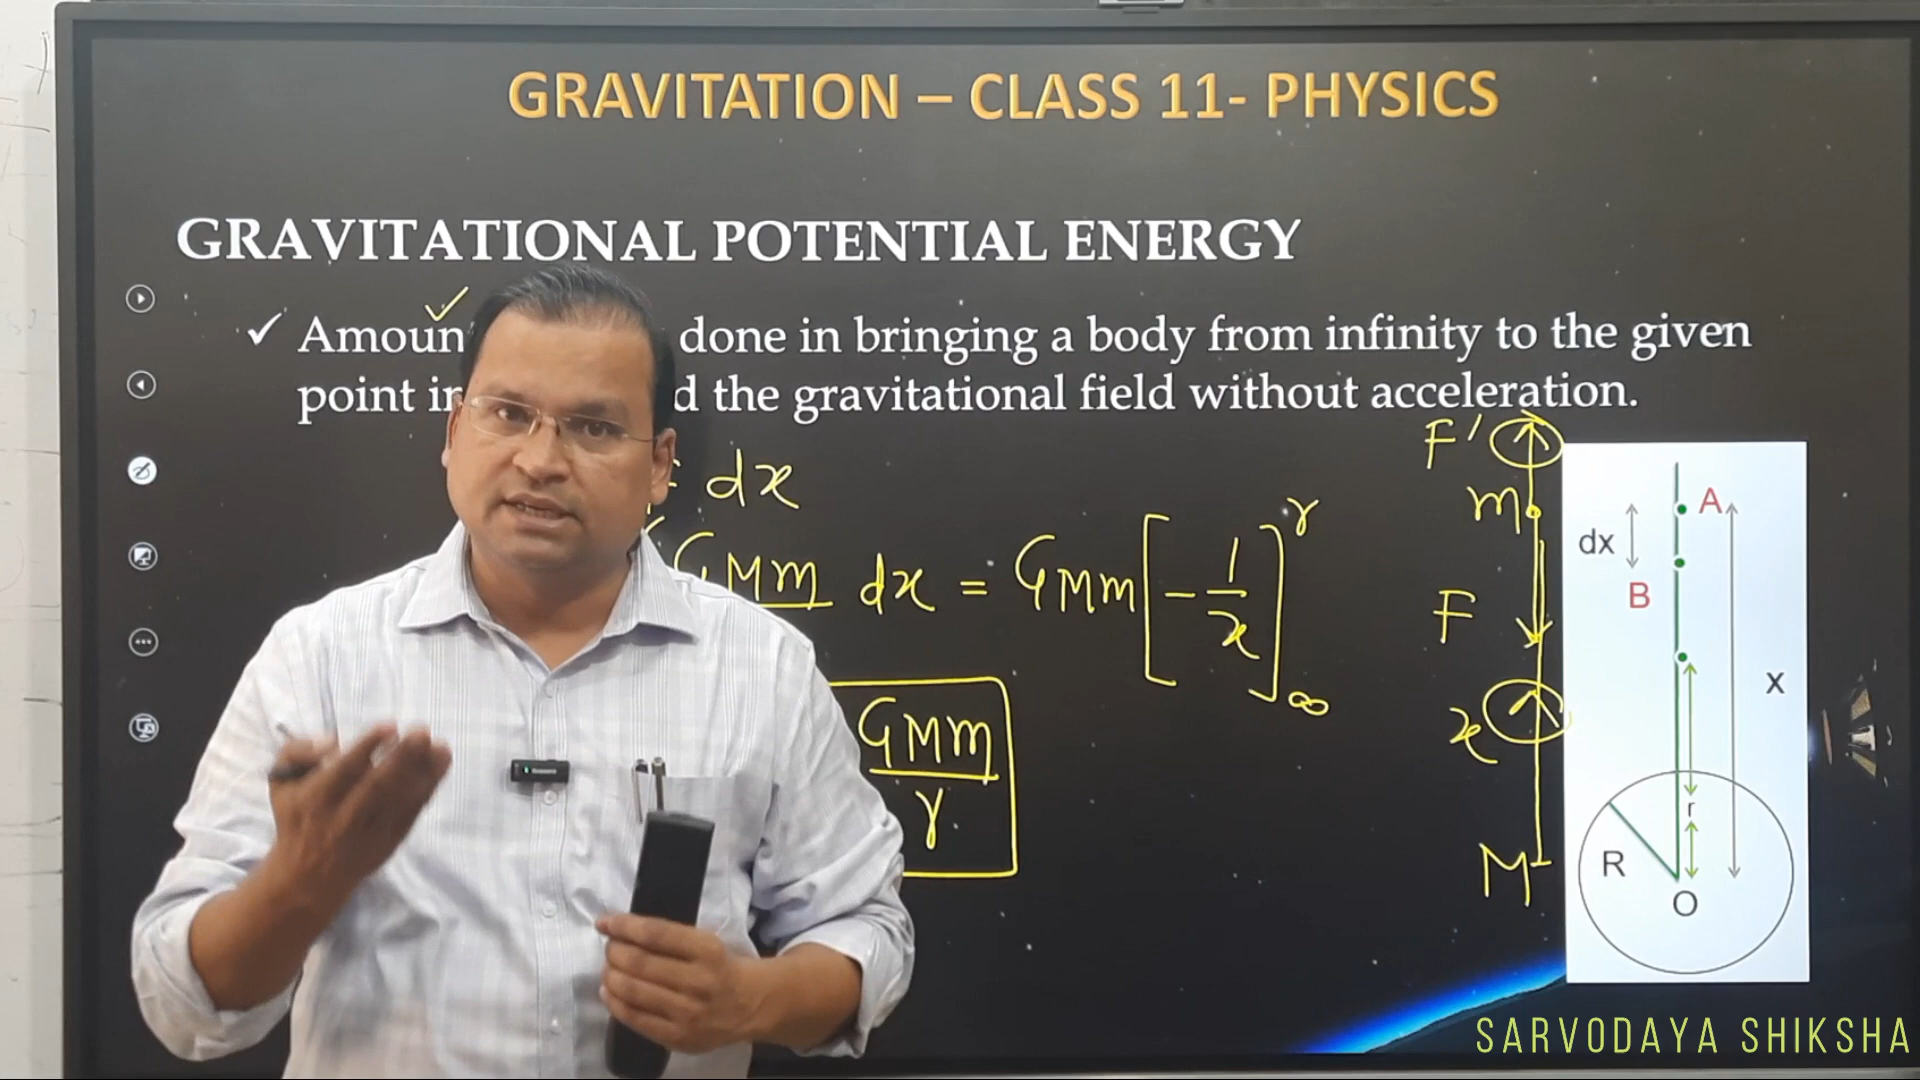 GRAVITATION – CLASS 11- PHYSICS
GRAVITATIONAL POTENTIAL ENERGY
✓ Amoun done in bringing a body from infinity to the given
point in d the gravitational field without acceleration.
dx
GMm dx = GMm [ - 1/x ] r ∞
GMm/r
F'
m
F
x
M
A
dx
B
x
r
R
O
SARVODAYA SHIKSHA